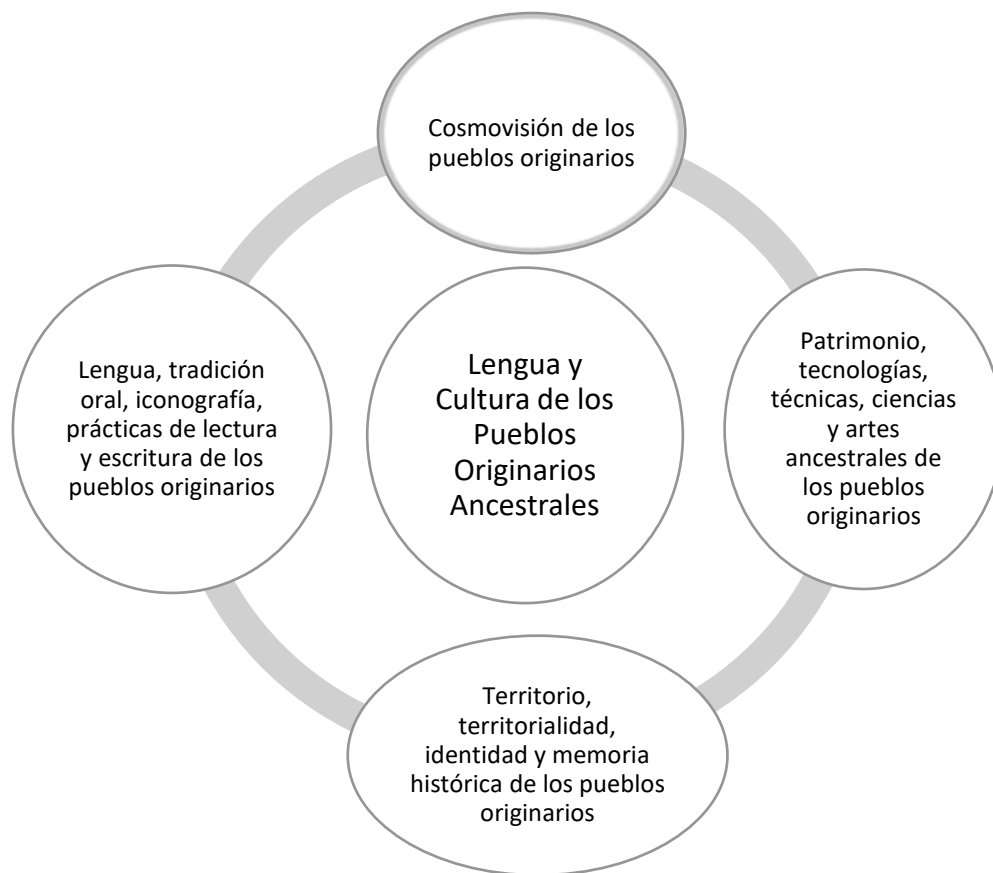 Cosmovisión de los
pueblos originarios
Lengua, tradición
oral, iconografía,
prácticas de lectura
y escritura de los
pueblos originarios
Lengua y
Cultura de los
Pueblos
Originarios
Ancestrales
Patrimonio,
tecnologías,
técnicas, ciencias
y artes
ancestrales de
los pueblos
originarios
Territorio,
territorialidad,
identidad y memoria
histórica de los pueblos
originarios